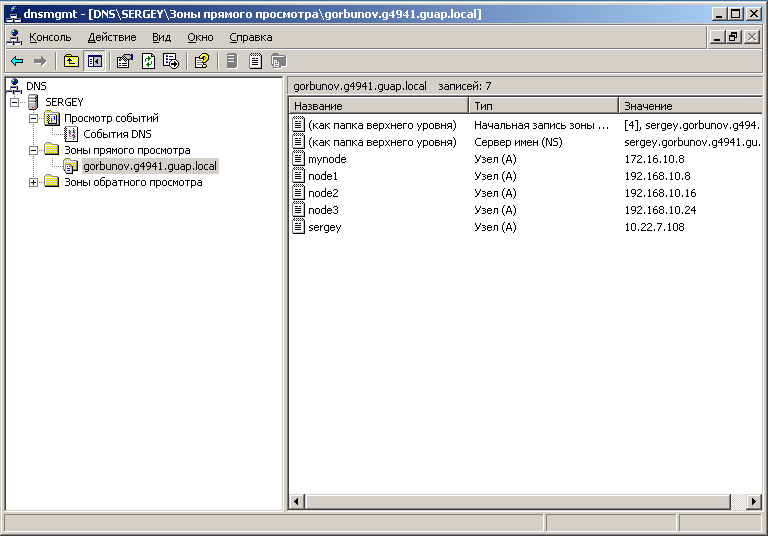 dnsmgmt - [DNS\SERGEY\Зоны прямого просмотра\gorbunov.g4941.guap.local]
Консоль Действие Вид Окно Справка
DNS
SERGEY
Просмотр событий
События DNS
Зоны прямого просмотра
gorbunov.g4941.guap.local
Зоны обратного просмотра
gorbunov.g4941.guap.local записей: 7
Название Тип Значение
(как папка верхнего уровня) Начальная запись зоны ... [4], sergey.gorbunov.g494.
(как папка верхнего уровня) Сервер имен (NS) sergey.gorbunov.g4941.gu.
mynode Узел (A) 172.16.10.8
node1 Узел (A) 192.168.10.8
node2 Узел (A) 192.168.10.16
node3 Узел (A) 192.168.10.24
sergey Узел (A) 10.22.7.108